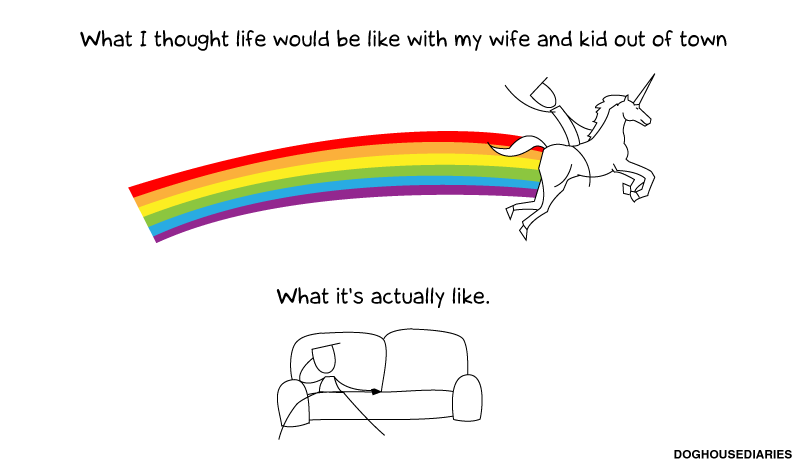 What I thought life would be like with my wife and kid out of town
What it's actually like.
DOGHOUSEDIARIES